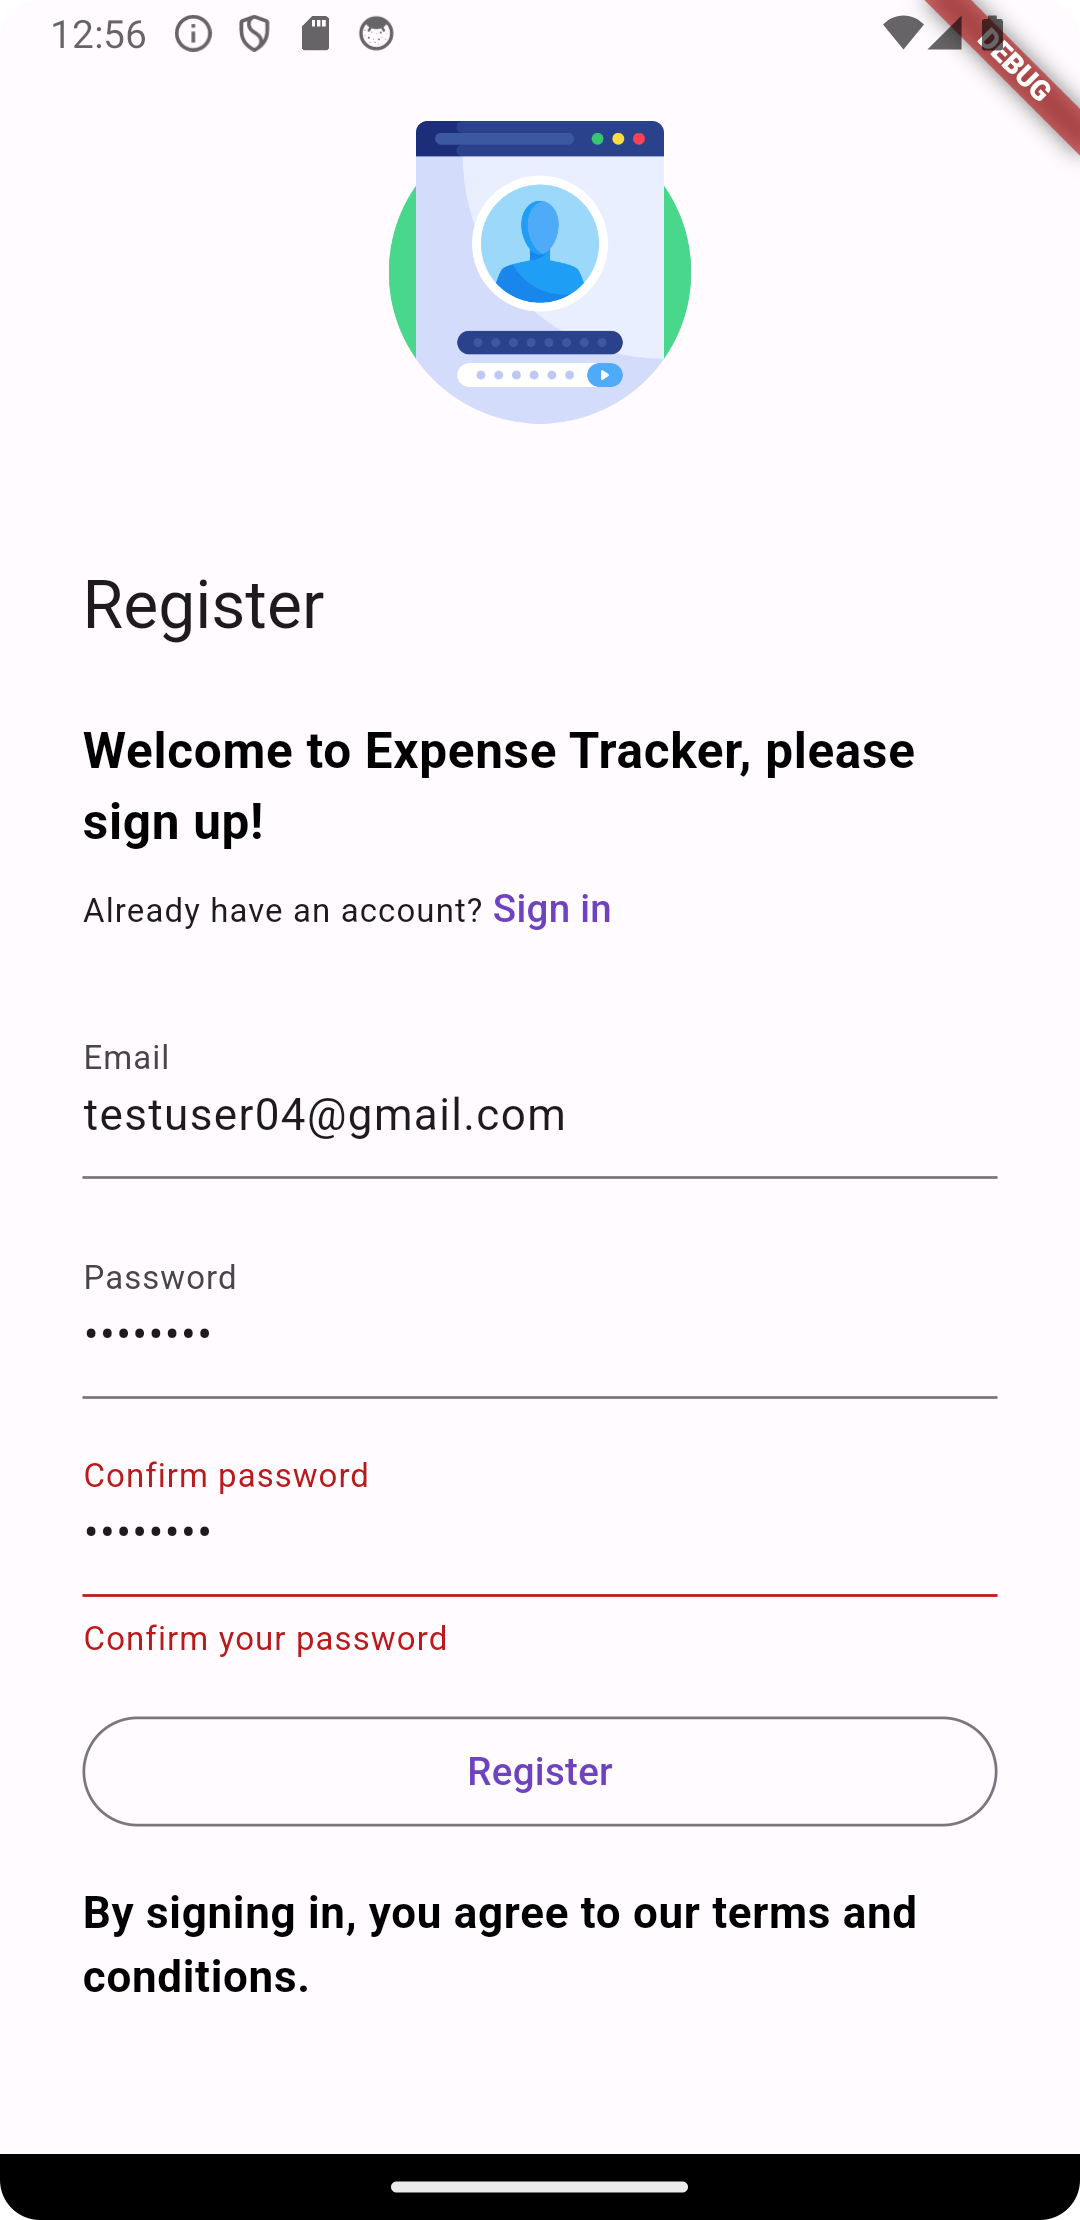 12:56
DEBUG
Register
Welcome to Expense Tracker, please
sign up!
Already have an account? Sign in
Email
testuser04@gmail.com
Password
••••••••
Confirm password
••••••••
Confirm your password
Register
By signing in, you agree to our terms and
conditions.